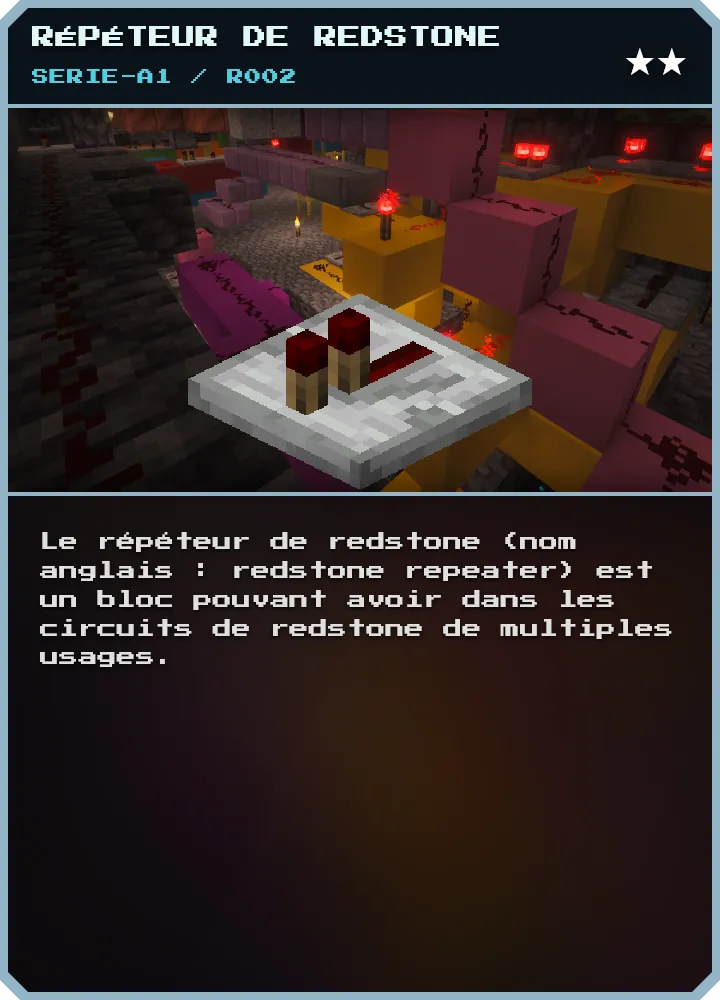 RÉPÉTEUR DE REDSTONE
SERIE-A1 / R002
★★
Le répéteur de redstone (nom
anglais : redstone repeater) est
un bloc pouvant avoir dans les
circuits de redstone de multiples
usages.